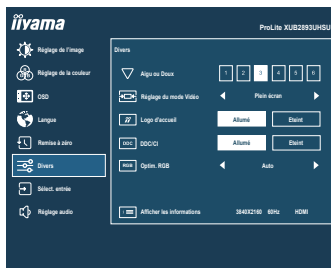 iiyama
ProLite XUB2893UHSU
Réglage de l'image
Réglage de la couleur
OSD
Langue
Remise à zéro
Divers
Sélect. entrée
Réglage audio
Divers
Aigu ou Doux 1 2 3 4 5 6
Réglage du mode Vidéo Plein écran
Logo d'accueil Allumé Eteint
DDC DDC/CI Allumé Eteint
RGB Optim. RGB Auto
Afficher les informations 3840X2160 60Hz HDMI